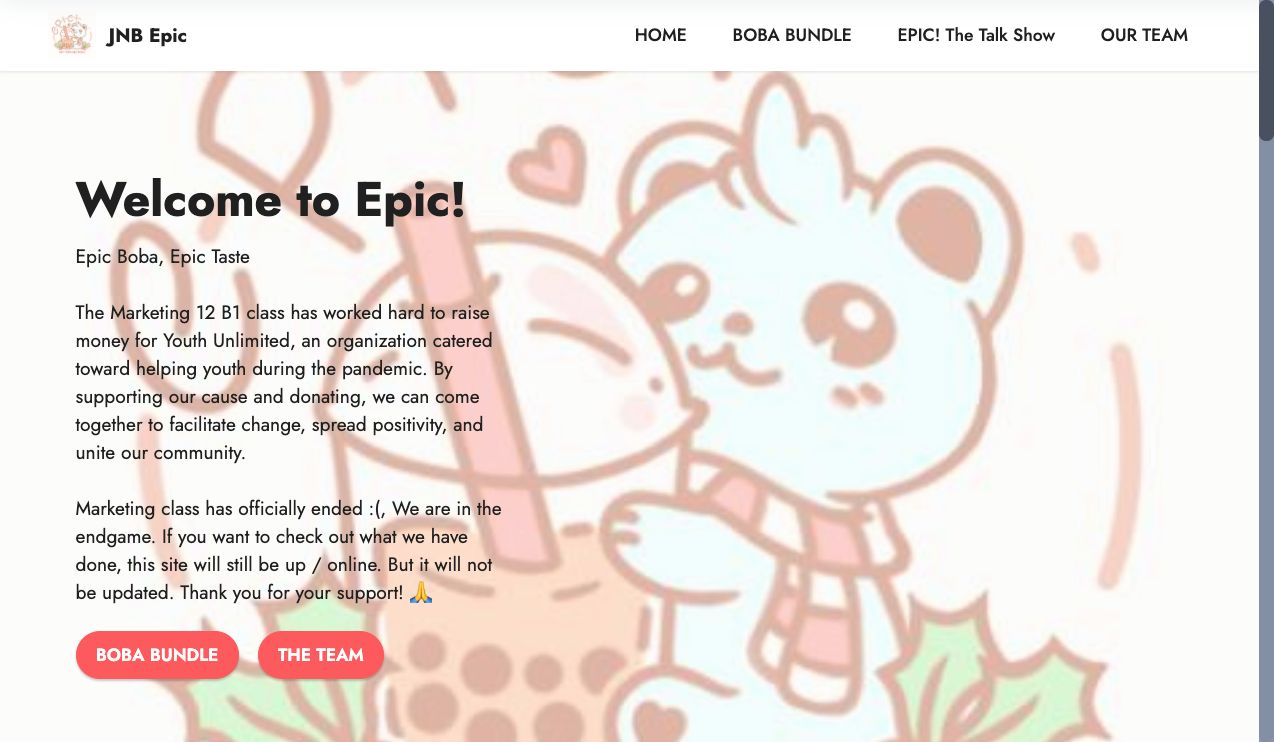 JNB Epic
HOME
BOBA BUNDLE
EPIC! The Talk Show
OUR TEAM
Welcome to Epic!
Epic Boba, Epic Taste
The Marketing 12 B1 class has worked hard to raise
money for Youth Unlimited, an organization catered
toward helping youth during the pandemic. By
supporting our cause and donating, we can come
together to facilitate change, spread positivity, and
unite our community.
Marketing class has officially ended :(, We are in the
endgame. If you want to check out what we have
done, this site will still be up / online. But it will not
be updated. Thank you for your support! 🙏
BOBA BUNDLE
THE TEAM